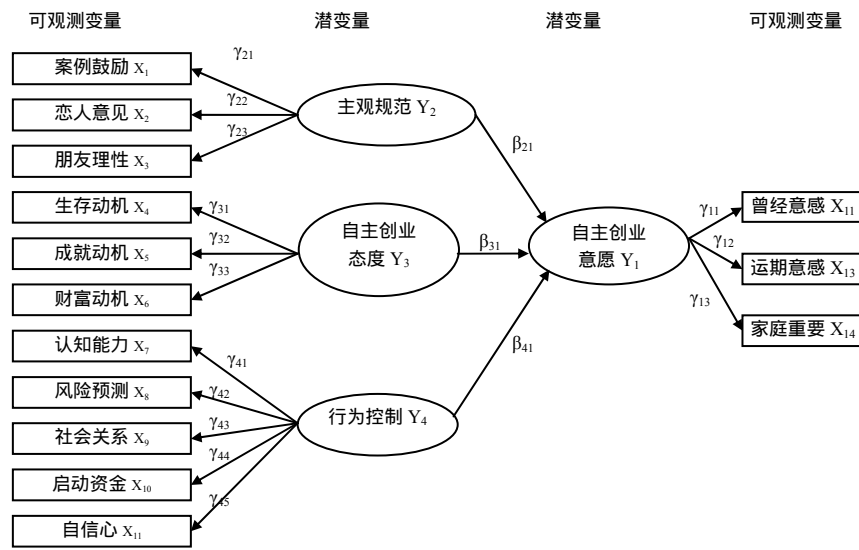 可观测变量 潜变量 潜变量 可观测变量
案例鼓励 X₁
恋人意见 X₂
朋友理性 X₃
生存动机 X₄
成就动机 X₅
财富动机 X₆
认知能力 X₇
风险预测 X₈
社会关系 X₉
启动资金 X₁₀
自信心 X₁₁
γ₂₁
γ₂₂
γ₂₃
γ₃₁
γ₃₂
γ₃₃
γ₄₁
γ₄₂
γ₄₃
γ₄₄
γ₄₅
主观规范 Y₂
自主创业
态度 Y₃
行为控制 Y₄
β₂₁
β₃₁
β₄₁
自主创业
意愿 Y₁
γ₁₁
γ₁₂
γ₁₃
曾经意感 X₁₁
运期意感 X₁₃
家庭重要 X₁₄